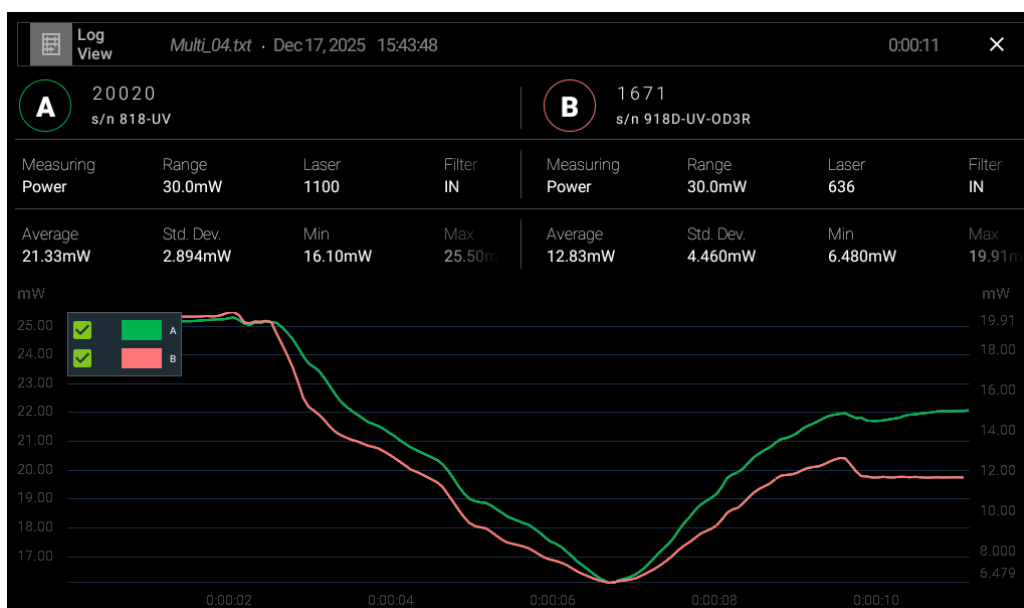 Log View
Multi_04.txt · Dec 17, 2025 15:43:48
0:00:11
A
20020
s/n 818-UV
B
1671
s/n 918D-UV-OD3R
Measuring Range Laser Filter
Power 30.0mW 1100 IN
Measuring Range Laser Filter
Power 30.0mW 636 IN
Average Std. Dev. Min Max
21.33mW 2.894mW 16.10mW 25.50m
Average Std. Dev. Min Max
12.83mW 4.460mW 6.480mW 19.91m
mW
25.00
24.00
23.00
22.00
21.00
20.00
19.00
18.00
17.00
A
B
mW
19.91
18.00
16.00
14.00
12.00
10.00
8.000
6.479
0:00:02 0:00:04 0:00:06 0:00:08 0:00:10